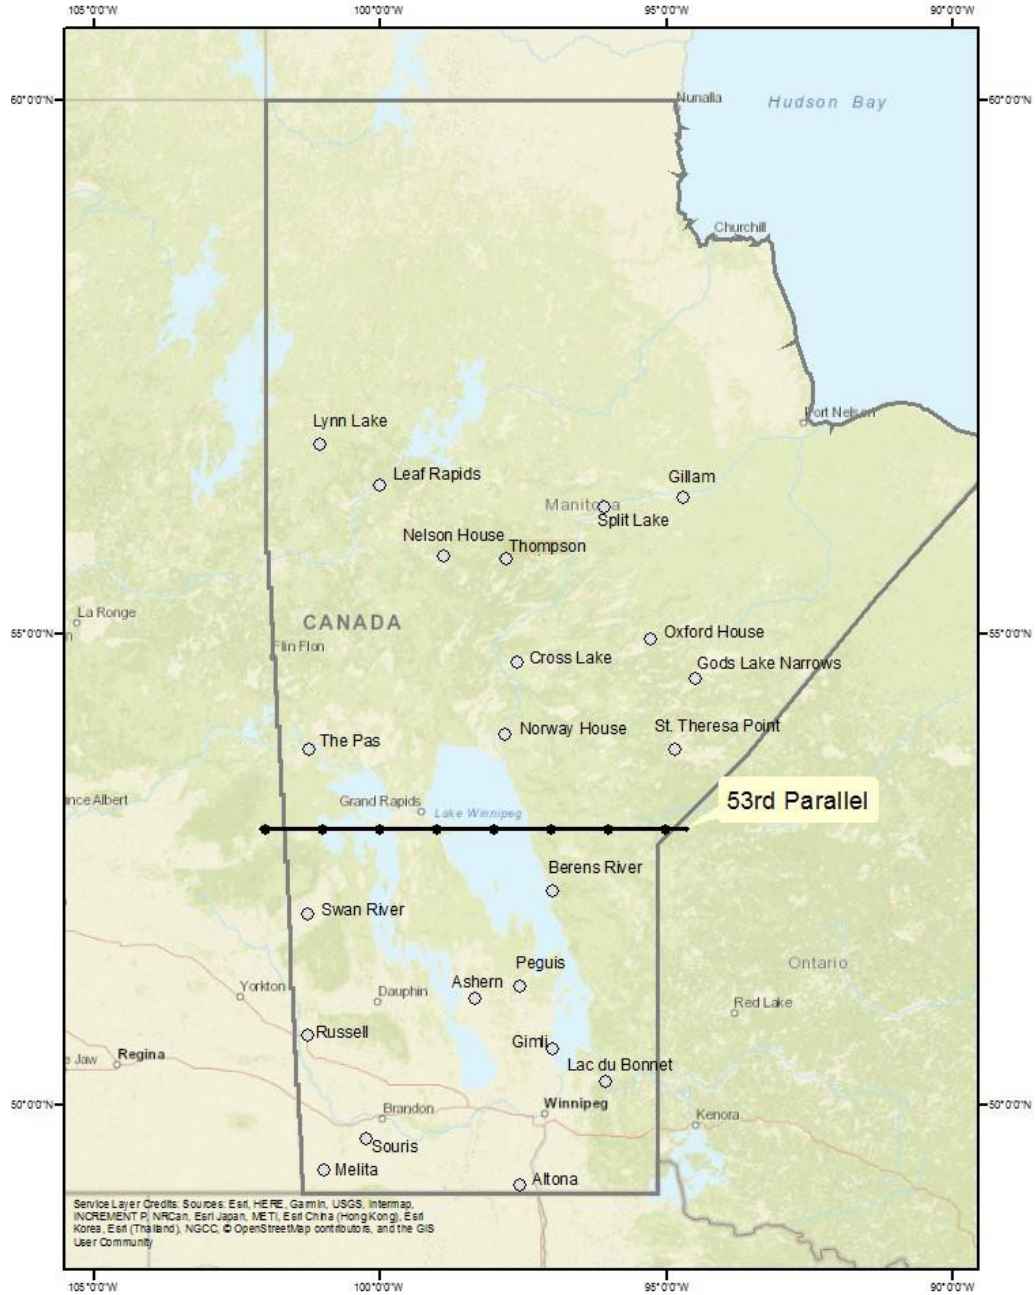 105°0'0"W 100°0'0"W 95°0'0"W 90°0'0"W
60°0'0"N
60°0'0"N
Nunalla
Hudson Bay
Churchill
Lynn Lake
Port Nelson
Leaf Rapids
Gillam
Manitoba
Split Lake
Nelson House
Thompson
La Ronge
CANADA
55°0'0"N
55°0'0"N
Oxford House
Flin Flon
Cross Lake
Gods Lake Narrows
St. Theresa Point
Norway House
The Pas
53rd Parallel
nce Albert
Grand Rapids
Lake Winnipeg
Berens River
Swan River
Peguis
Ontario
Ashern
Yorkton
Dauphin
Red Lake
Russell
Gimli
e Jaw
Regina
Lac du Bonnet
50°0'0"N
50°0'0"N
Winnipeg
Brandon
Kenora
Souris
Melita
Altona
Service Layer Credits: Sources: Esri, HERE, Garmin, USGS, Intermap,
INCREMENT P, NRCan, Esri Japan, METI, Esri China (Hong Kong), Esri
Korea, Esri (Thailand), NGCC, © OpenStreetMap contributors, and the GIS
User Community
105°0'0"W 100°0'0"W 95°0'0"W 90°0'0"W